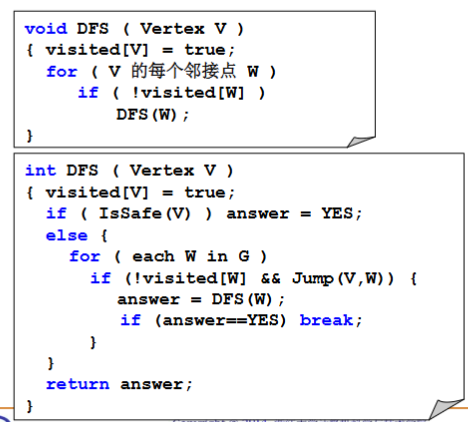 void DFS ( Vertex V )
{ visited[V] = true;
for ( V 的每个邻接点 W )
if ( !visited[W] )
DFS(W);
}
int DFS ( Vertex V )
{ visited[V] = true;
if ( IsSafe(V) ) answer = YES;
else {
for ( each W in G )
if (!visited[W] && Jump(V,W)) {
answer = DFS(W);
if (answer==YES) break;
}
}
return answer;
}